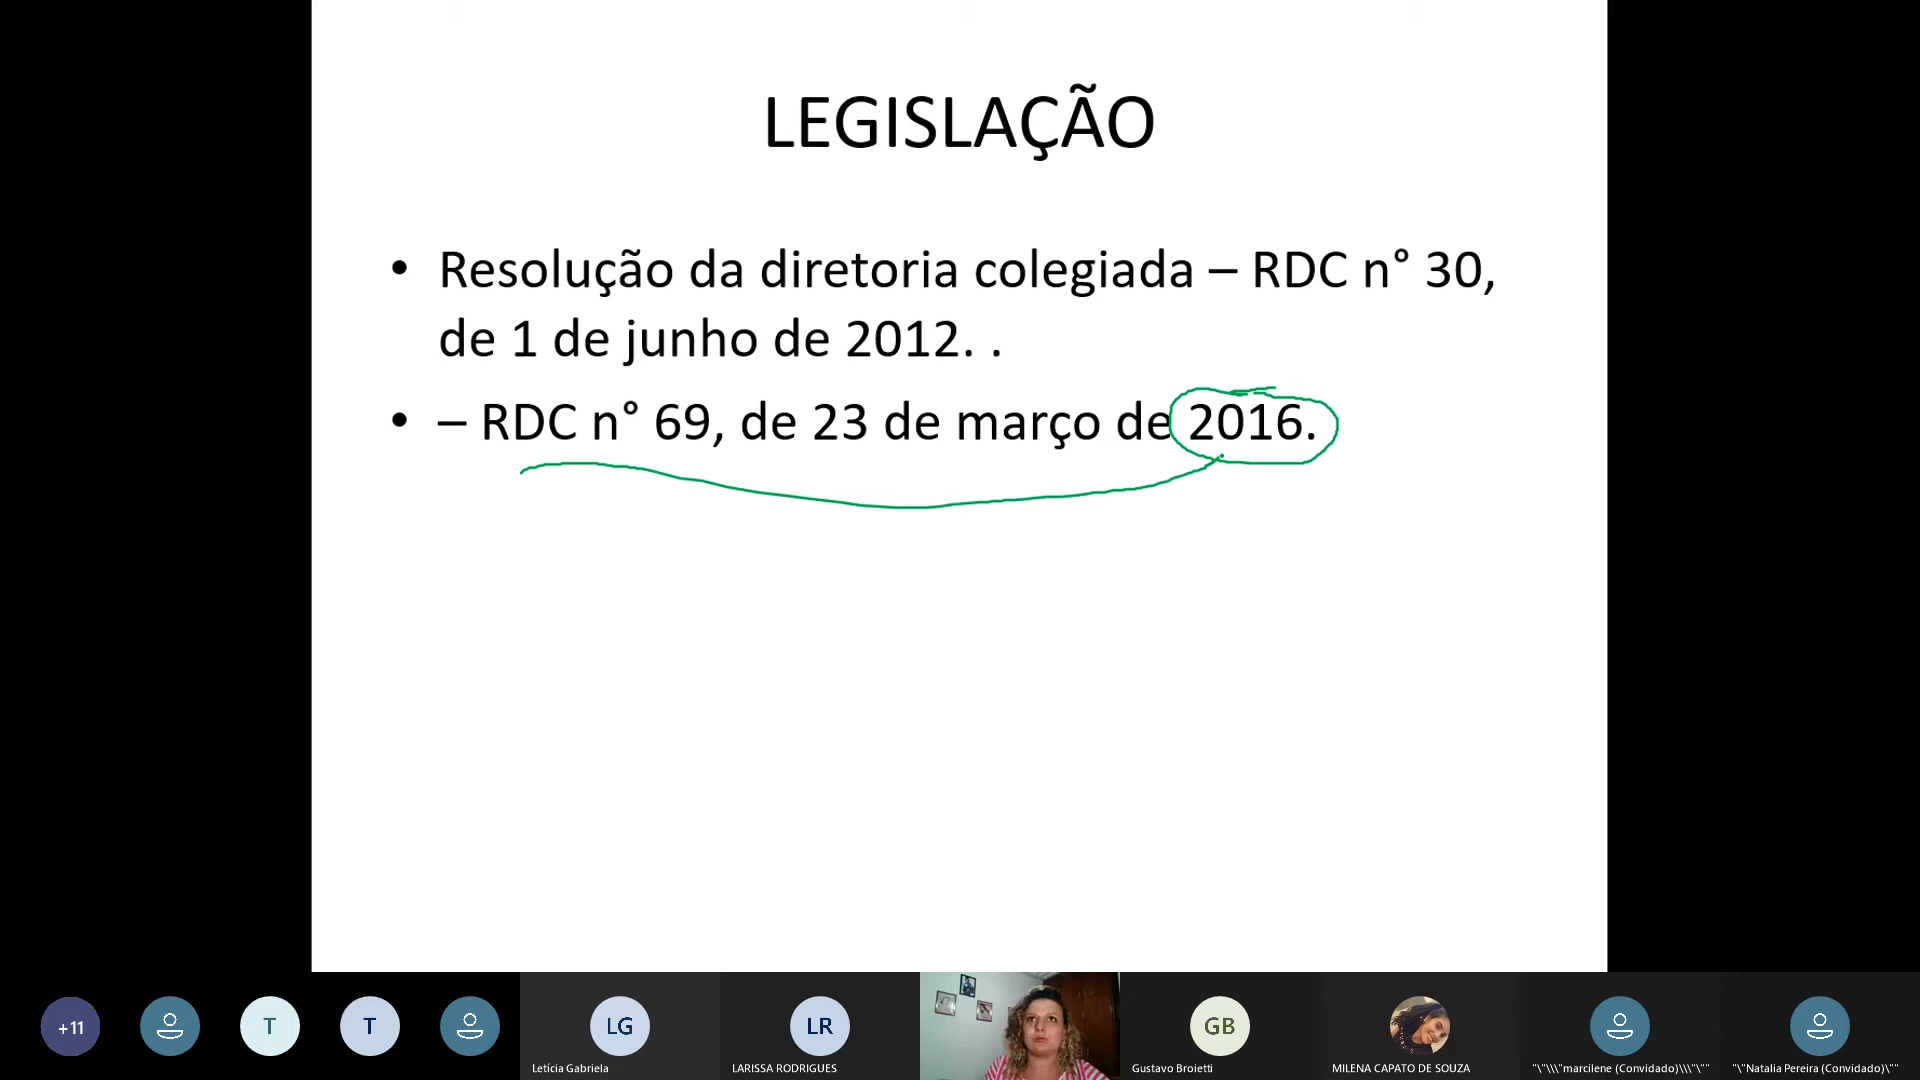 LEGISLAÇÃO
• Resolução da diretoria colegiada – RDC n° 30,
de 1 de junho de 2012. .
• – RDC n° 69, de 23 de março de 2016.
+11
T
T
LG
LR
GB
Letícia Gabriela
LARISSA RODRIGUES
Gustavo Broietti
MILENA CAPATO DE SOUZA
"\"\\\"marcilene (Convidado)\\\"\""
"\"Natalia Pereira (Convidado)\""